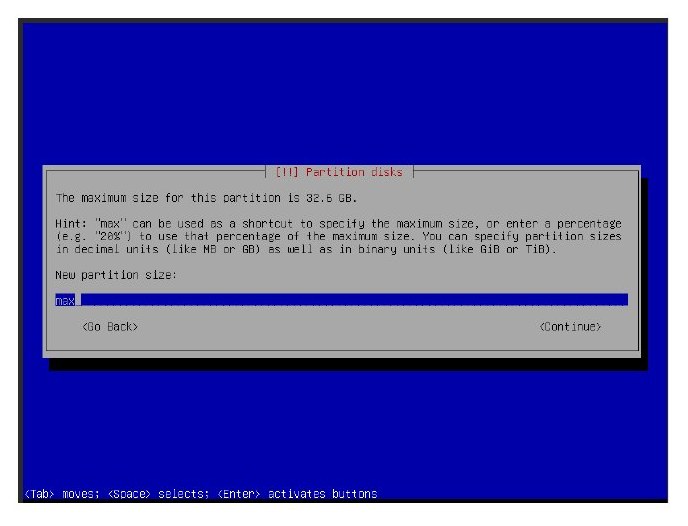 [!!] Partition disks
The maximum size for this partition is 32.6 GB.
Hint: "max" can be used as a shortcut to specify the maximum size, or enter a percentage
(e.g. "20%") to use that percentage of the maximum size. You can specify partition sizes
in decimal units (like MB or GB) as well as in binary units (like GiB or TiB).
New partition size:
max
<Go Back> <Continue>
<Tab> moves; <Space> selects; <Enter> activates buttons